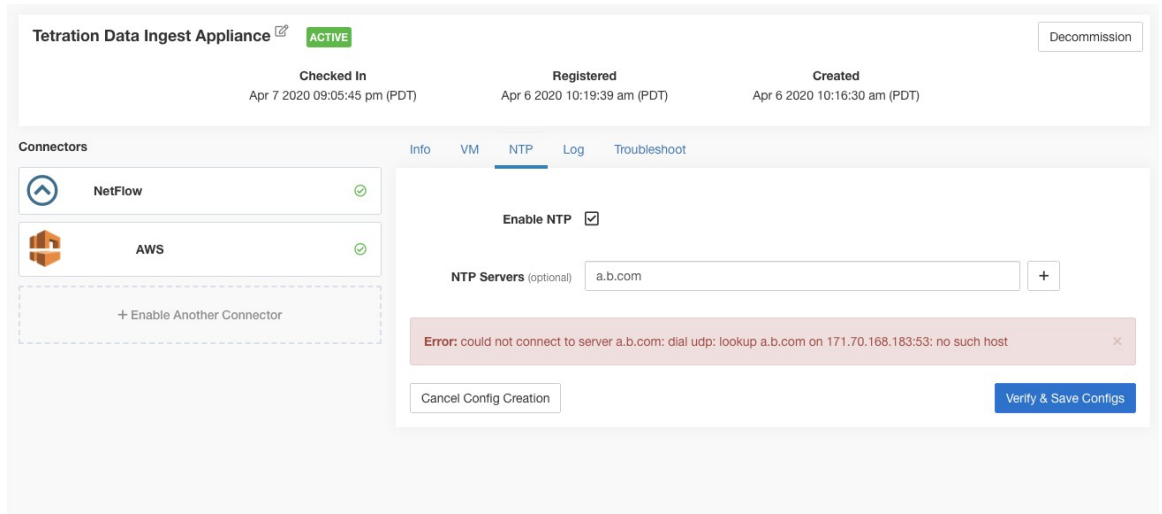 Tetration Data Ingest Appliance ACTIVE
Decommission
Checked In
Apr 7 2020 09:05:45 pm (PDT)
Registered
Apr 6 2020 10:19:39 am (PDT)
Created
Apr 6 2020 10:16:30 am (PDT)
Connectors
NetFlow
AWS
+ Enable Another Connector
Info VM NTP Log Troubleshoot
Enable NTP
NTP Servers (optional) a.b.com +
Error: could not connect to server a.b.com: dial udp: lookup a.b.com on 171.70.168.183:53: no such host ×
Cancel Config Creation
Verify & Save Configs